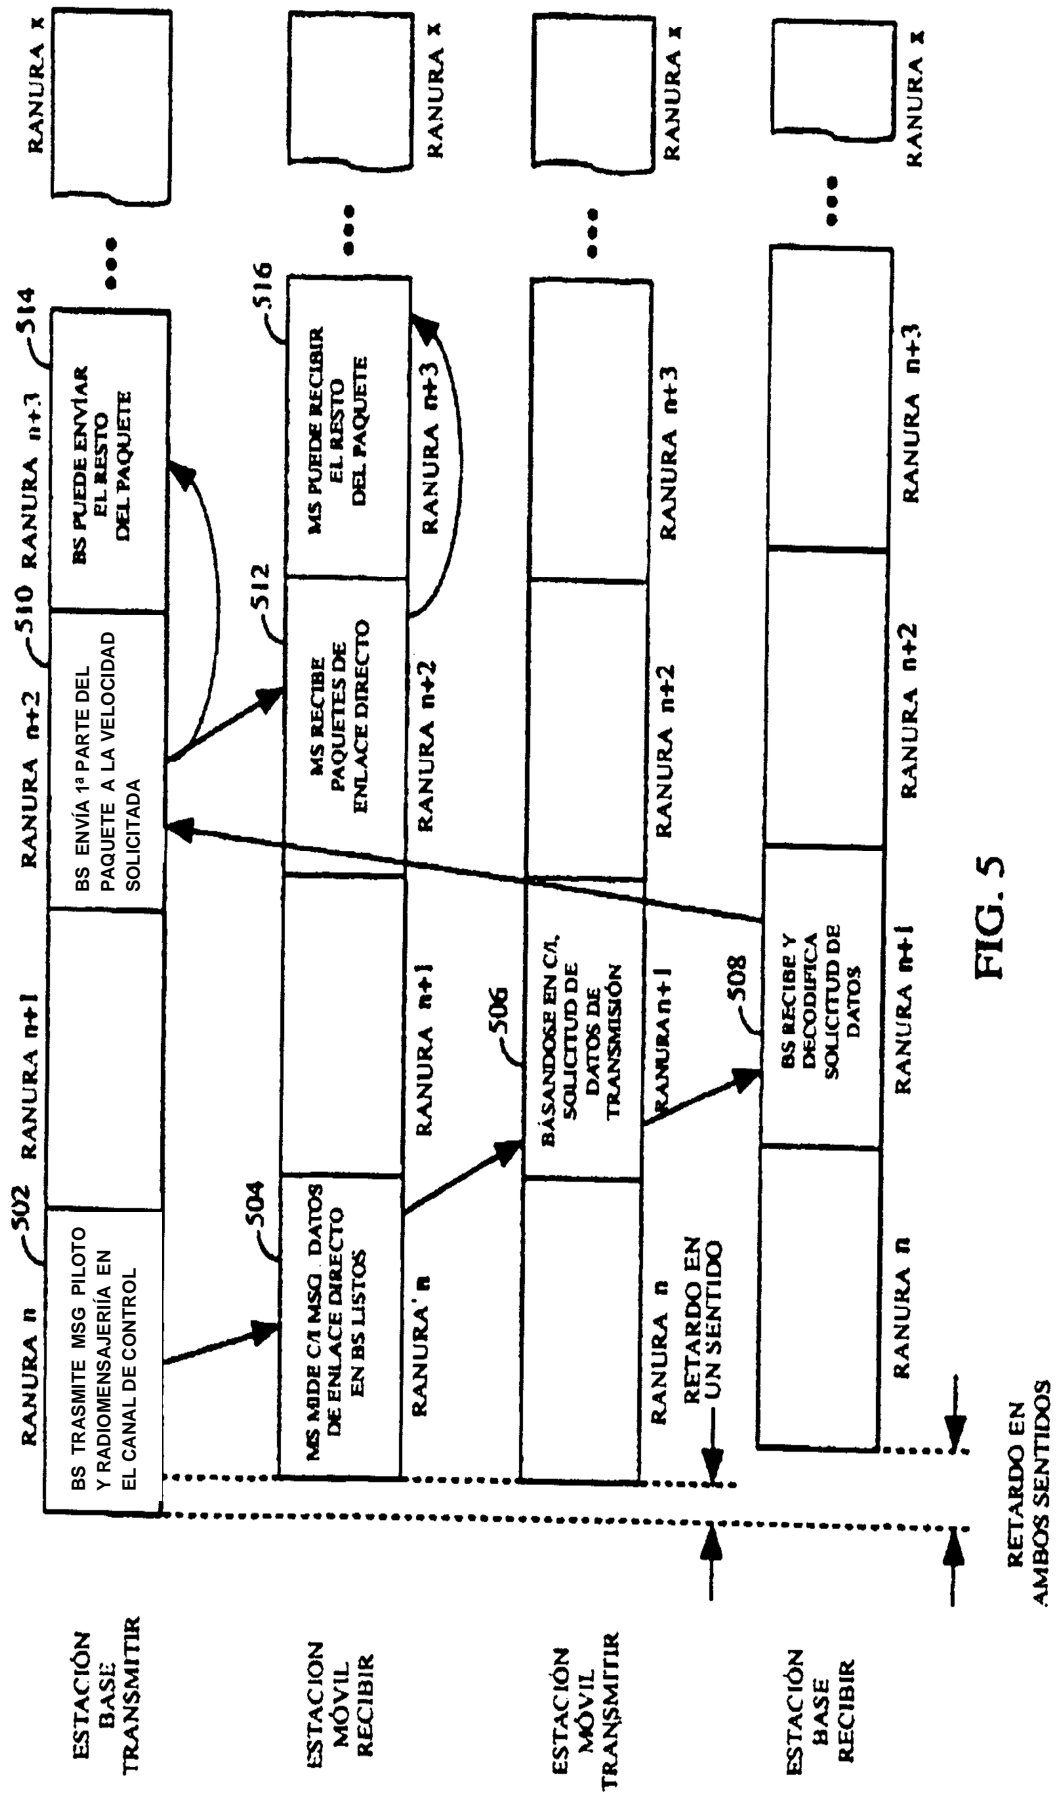 ESTACIÓN
BASE
TRANSMITIR
RANURA n
502
BS TRASMITE MSG PILOTO
Y RADIOMENSAJERIÍA EN
EL CANAL DE CONTROL
RANURA n+1
RANURA n+2
510
BS ENVÍA 1ª PARTE DEL
PAQUETE A LA VELOCIDAD
SOLICITADA
RANURA n+3
514
BS PUEDE ENVÍAR
EL RESTO
DEL PAQUETE
...
RANURA x
ESTACION
MÓVIL
RECIBIR
504
MS MIDE C/I MSG . DATOS
DE ENLACE DIRECTO
EN BS LISTOS
RANURA' n
RANURA n+1
512
MS RECIBE
PAQUETES DE
ENLACE DIRECTO
RANURA n+2
516
MS PUEDE RECIBIR
EL RESTO
DEL PAQUETE
RANURA n+3
...
RANURA x
ESTACIÓN
MÓVIL
TRANSMITIR
RANURA n
506
BÁSANDOSE EN C/I,
SOLICITUD DE
DATOS DE
TRANSMISIÓN
RANURA n+1
RANURA n+2
RANURA n+3
...
RANURA x
RETARDO EN
UN SENTIDO
ESTACIÓN
BASE
RECIBIR
RANURA n
508
BS RECIBE Y
DECODIFICA
SOLICITUD DE
DATOS
RANURA n+1
RANURA n+2
RANURA n+3
...
RANURA x
RETARDO EN
AMBOS SENTIDOS
FIG. 5